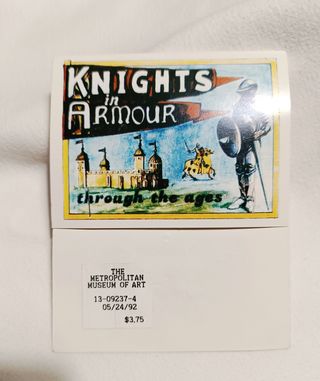 KNIGHTS
in
ARMOUR
through the ages
THE
METROPOLITAN
MUSEUM OF ART
13-09237-4
05/24/92
$3.75